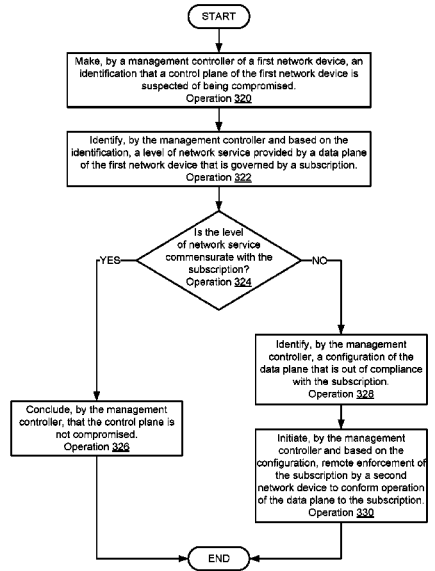 START
Make, by a management controller of a first network device, an
identification that a control plane of the first network device is
suspected of being compromised.
Operation 320
Identify, by the management controller and based on the
identification, a level of network service provided by a data plane
of the first network device that is governed by a subscription.
Operation 322
Is the level
of network service
commensurate with the
subscription?
Operation 324
YES
NO
Identify, by the management
controller, a configuration of the
data plane that is out of compliance
with the subscription.
Operation 328
Conclude, by the management
controller, that the control plane is
not compromised.
Operation 326
Initiate, by the management
controller and based on the
configuration, remote enforcement of
the subscription by a second
network device to conform operation
of the data plane to the subscription.
Operation 330
END